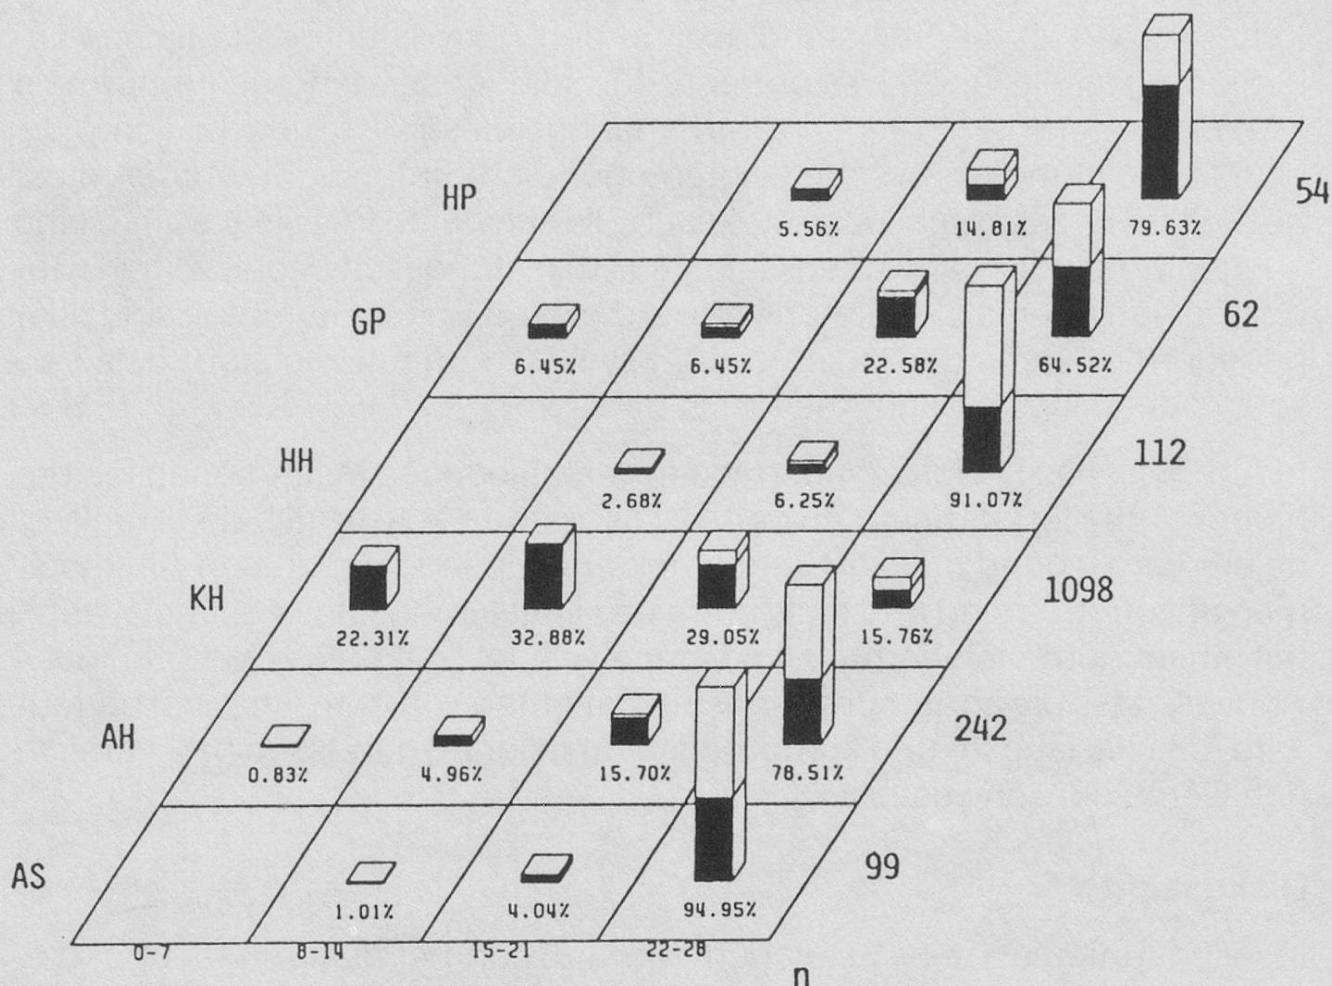 HP 5.56% 14.81% 79.63% 54
GP 6.45% 6.45% 22.58% 64.52% 62
HH 2.68% 6.25% 91.07% 112
KH 22.31% 32.88% 29.05% 15.76% 1098
AH 0.83% 4.96% 15.70% 78.51% 242
AS 1.01% 4.04% 94.95% 99
0-7 8-14 15-21 22-28
n